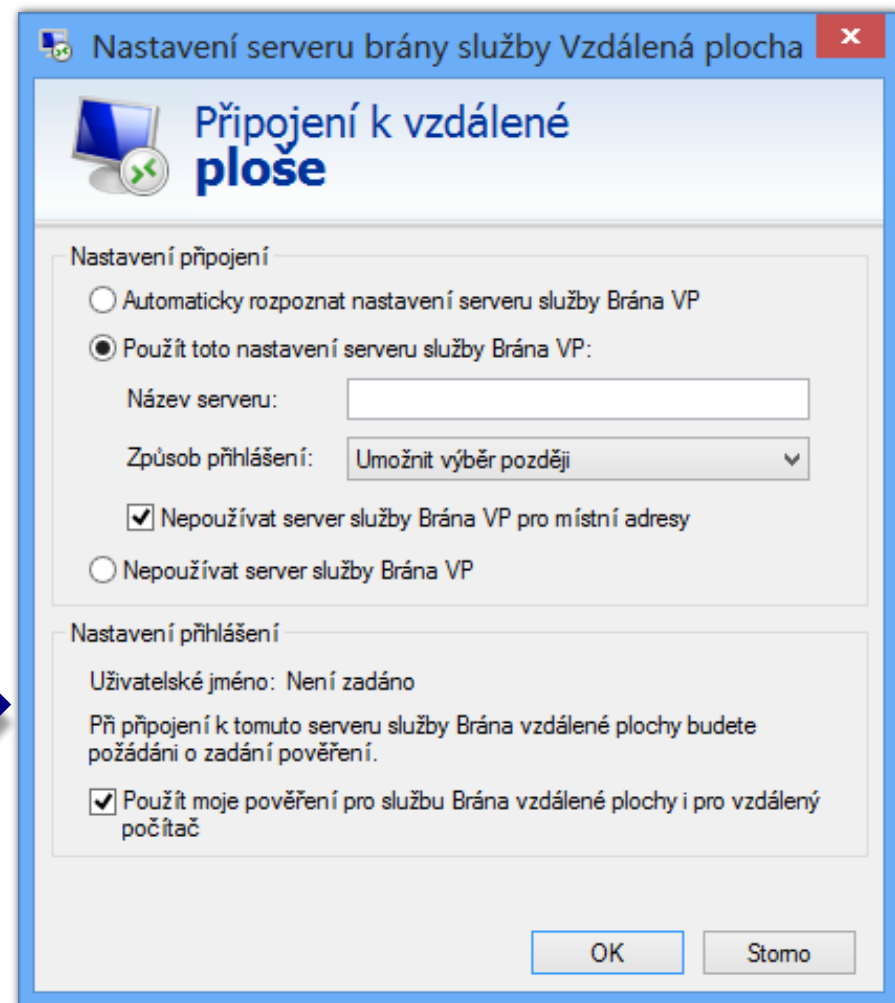 Nastavení serveru brány služby Vzdálená plocha
Připojení k vzdálené
ploše
Nastavení připojení
Automaticky rozpoznat nastavení serveru služby Brána VP
Použít toto nastavení serveru služby Brána VP:
Název serveru:
Způsob přihlášení: Umožnit výběr později
Nepoužívat server služby Brána VP pro místní adresy
Nepoužívat server služby Brána VP
Nastavení přihlášení
Uživatelské jméno: Není zadáno
Při připojení k tomuto serveru služby Brána vzdálené plochy budete
požádáni o zadání pověření.
Použít moje pověření pro službu Brána vzdálené plochy i pro vzdálený
počítač
OK Storno